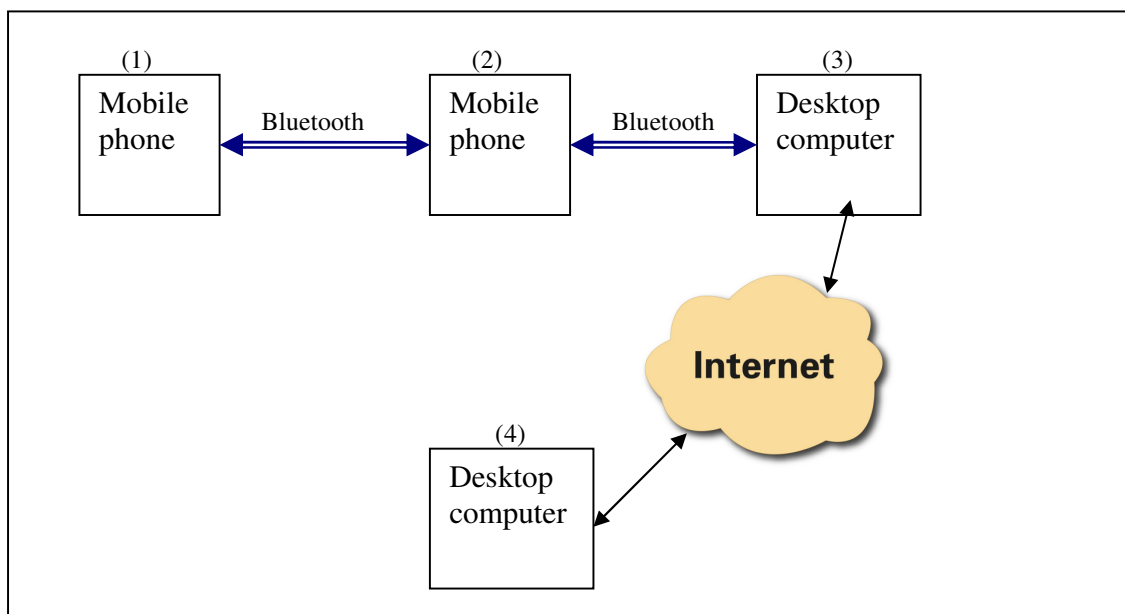 (1)
Mobile
phone
Bluetooth
(2)
Mobile
phone
Bluetooth
(3)
Desktop
computer
Internet
(4)
Desktop
computer